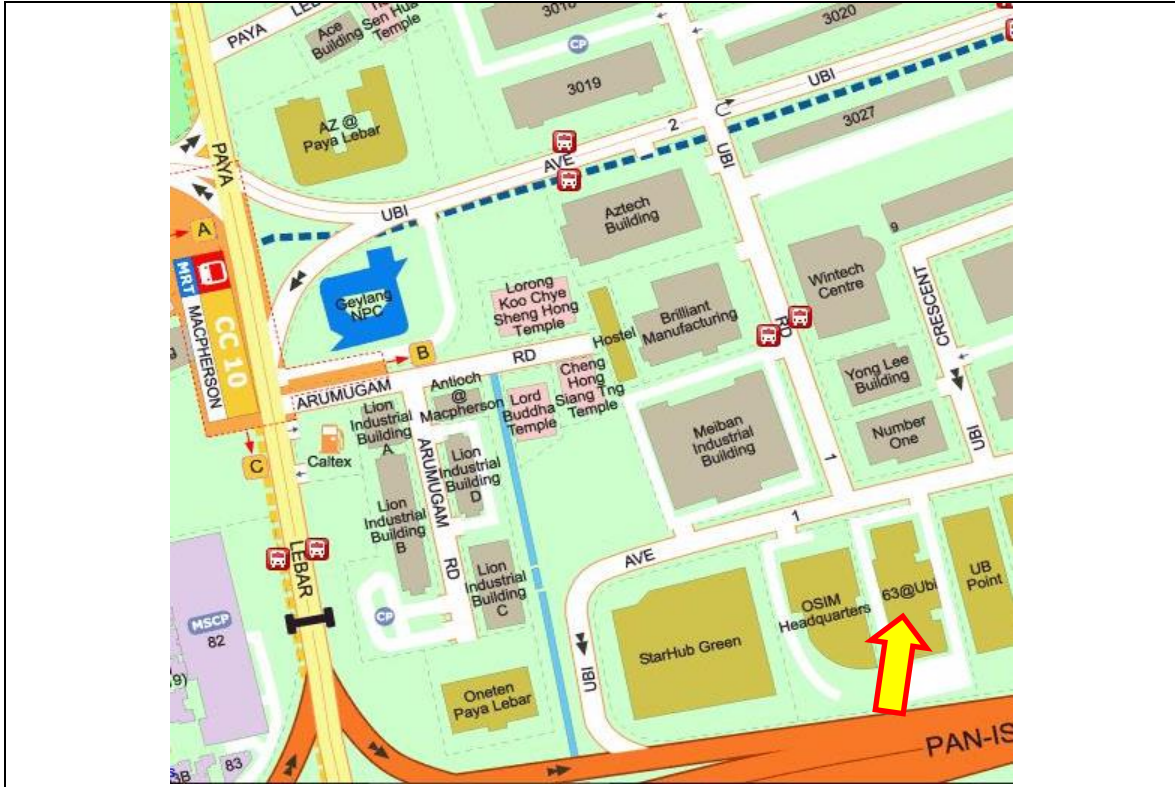 PAYA
Ace
Building
Sen Hua
Temple
3020
CP
3019
UBI
AZ @
Paya Lebar
3027
PAYA
2
AVE
UBI
UBI
A
Aztech
Building
9
MRT
MACPHERSON
CC 10
Geylang
NPC
Lorong
Koo Chye
Sheng Hong
Temple
Hostel
Brilliant
Manufacturing
Wintech
Centre
CRESCENT
RD
B
RD
ARUMUGAM
Antioch
@
Macpherson
Cheng
Hong
Siang Tng
Temple
Lord
Buddha
Temple
Yong Lee
Building
Lion
Industrial
Building
A
Caltex
C
Meiban
Industrial
Building
Number
One
UBI
ARUMUGAM
Lion
Industrial
Building
D
1
Lion
Industrial
Building
B
1
AVE
LEBAR
RD
Lion
Industrial
Building
C
OSIM
Headquarters
63@Ubi
UB
Point
CP
MSCP
82
StarHub Green
UBI
Oneten
Paya Lebar
PAN-IS
83